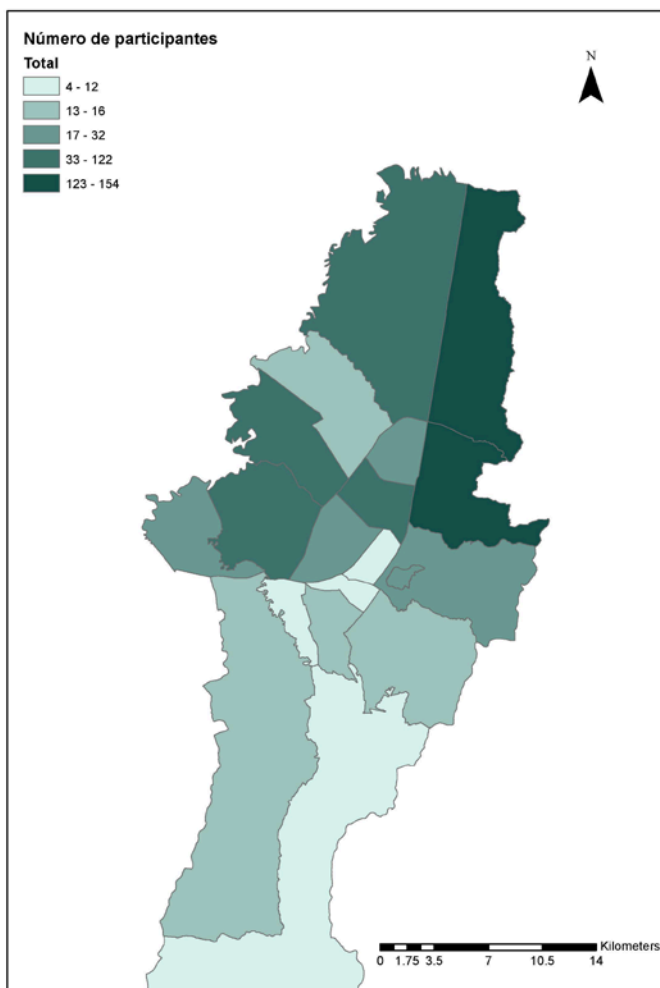 Número de participantes
Total
4 - 12
13 - 16
17 - 32
33 - 122
123 - 154
N
Kilometers
0 1.75 3.5 7 10.5 14